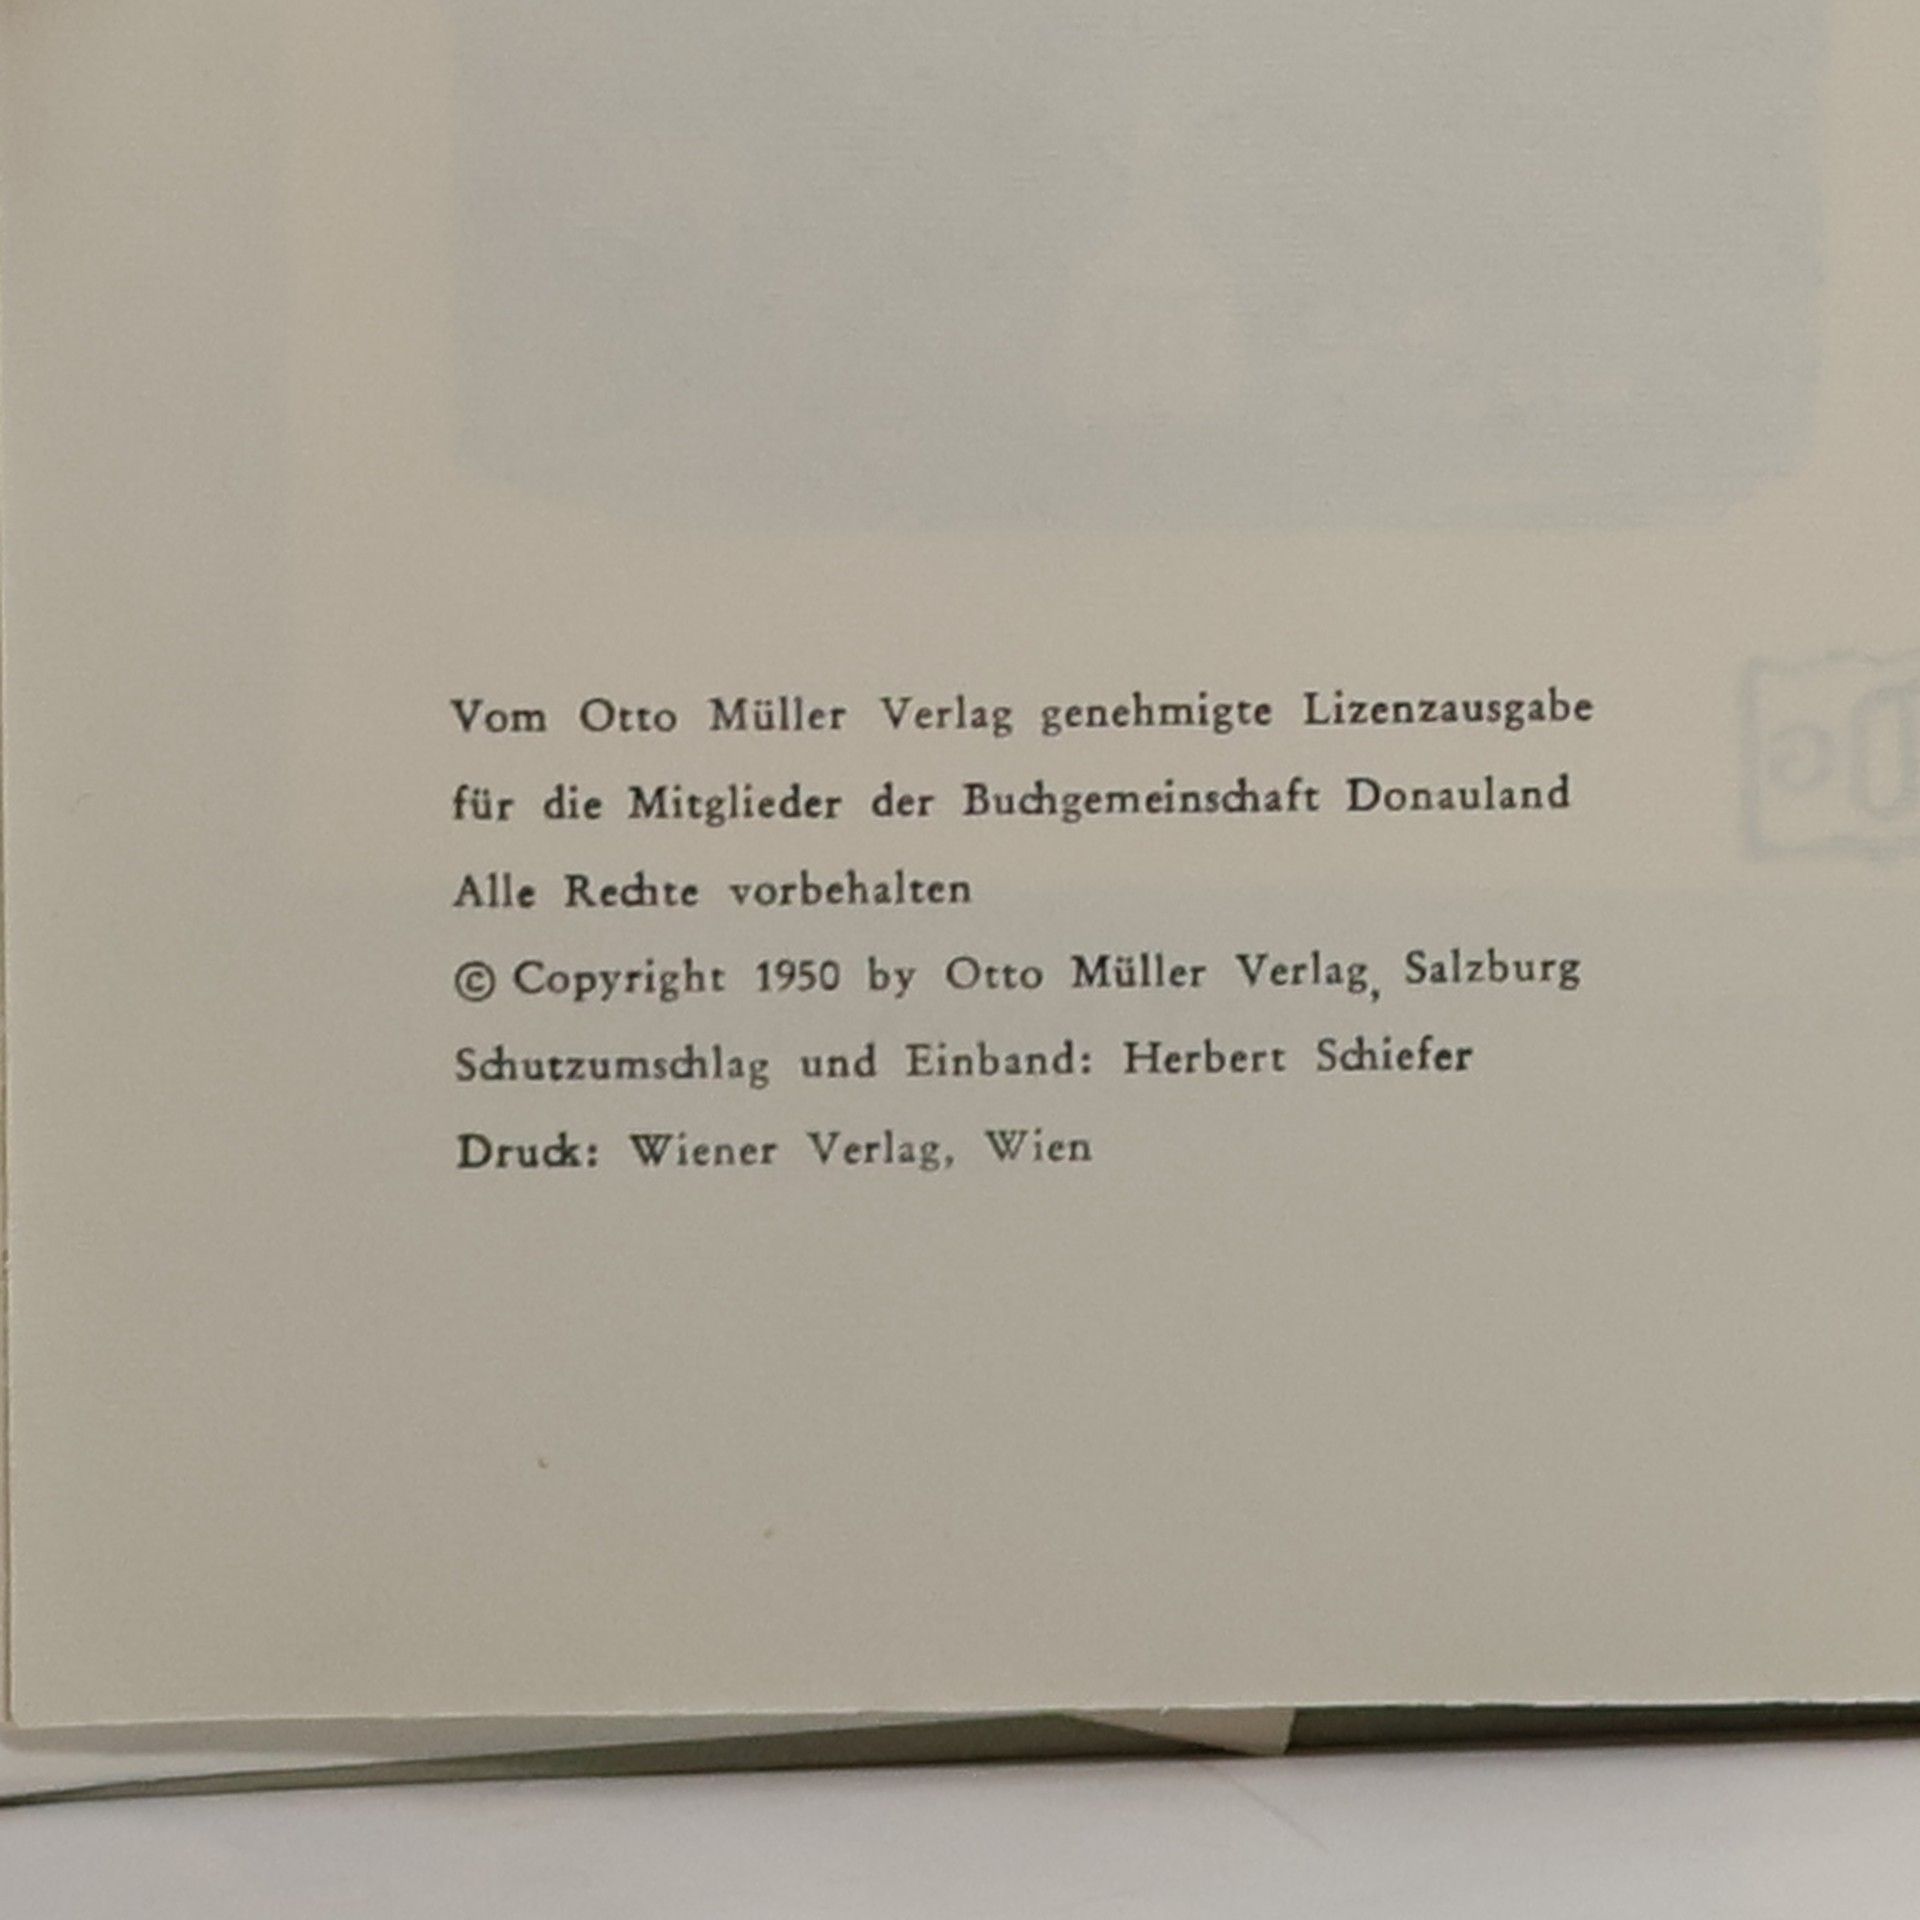 Vom Otto Müller Verlag genehmigte Lizenzausgabe
für die Mitglieder der Buchgemeinschaft Donauland
Alle Rechte vorbehalten
© Copyright 1950 by Otto Müller Verlag, Salzburg
Schutzumschlag und Einband: Herbert Schiefer
Druck: Wiener Verlag, Wien